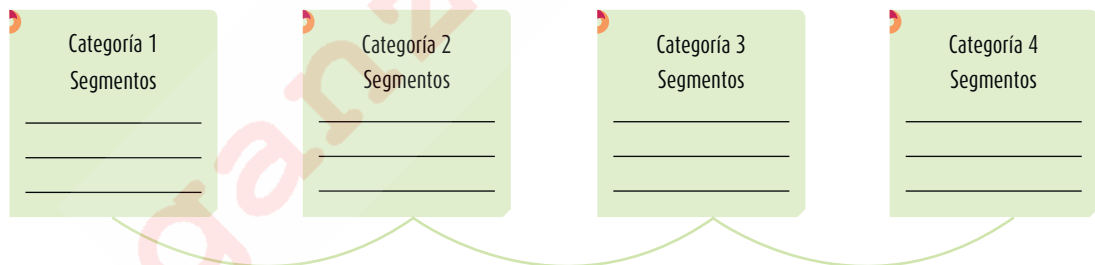 Categoría 1
Segmentos
Categoría 2
Segmentos
Categoría 3
Segmentos
Categoría 4
Segmentos